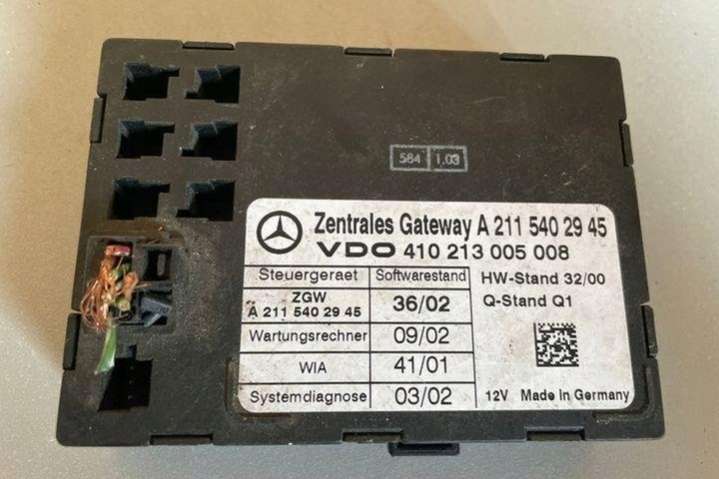 584 1.03
Zentrales Gateway A 211 540 29 45
VDO 410 213 005 008
Steuergeraet Softwarestand HW-Stand 32/00
ZGW 36/02 Q-Stand Q1
A 211 540 29 45
Wartungsrechner 09/02
WIA 41/01
Systemdiagnose 03/02 12V Made in Germany